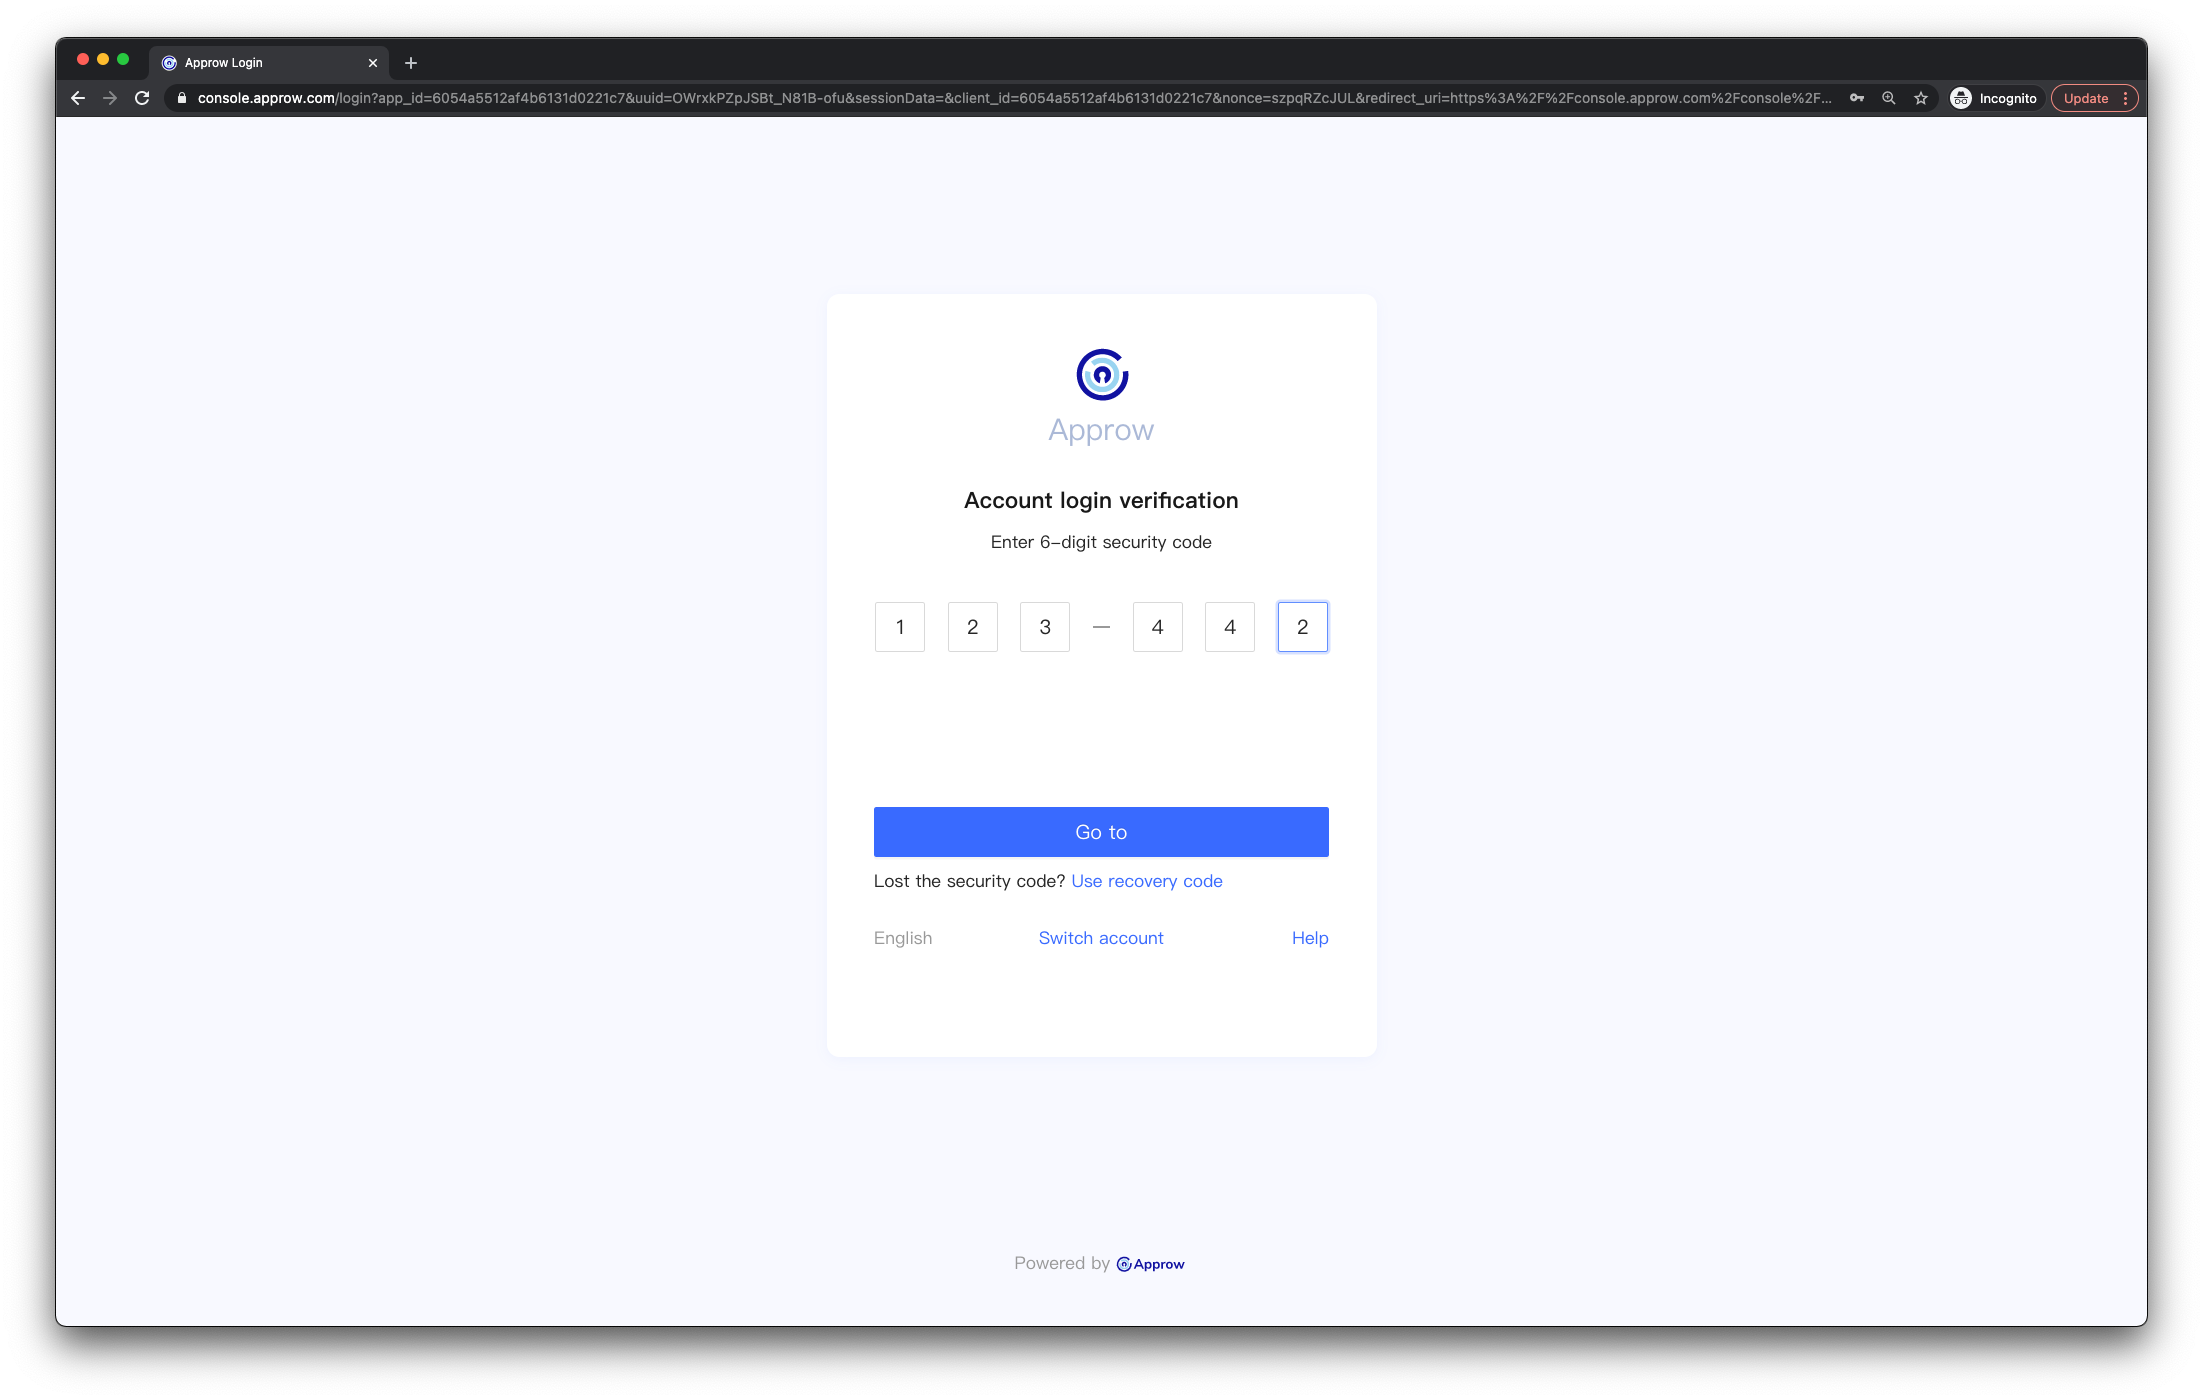 Approw Login
console.approw.com/login?app_id=6054a5512af4b6131d0221c7&uuid=OWrxkPZpJSBt_N81B-ofu&sessionData=&client_id=6054a5512af4b6131d0221c7&nonce=szpqRZcJUL&redirect_uri=https%3A%2F%2Fconsole.approw.com%2Fconsole%2F... Incognito Update
Approw
Account login verification
Enter 6-digit security code
1 2 3 — 4 4 2
Go to
Lost the security code? Use recovery code
English Switch account Help
Powered by Approw